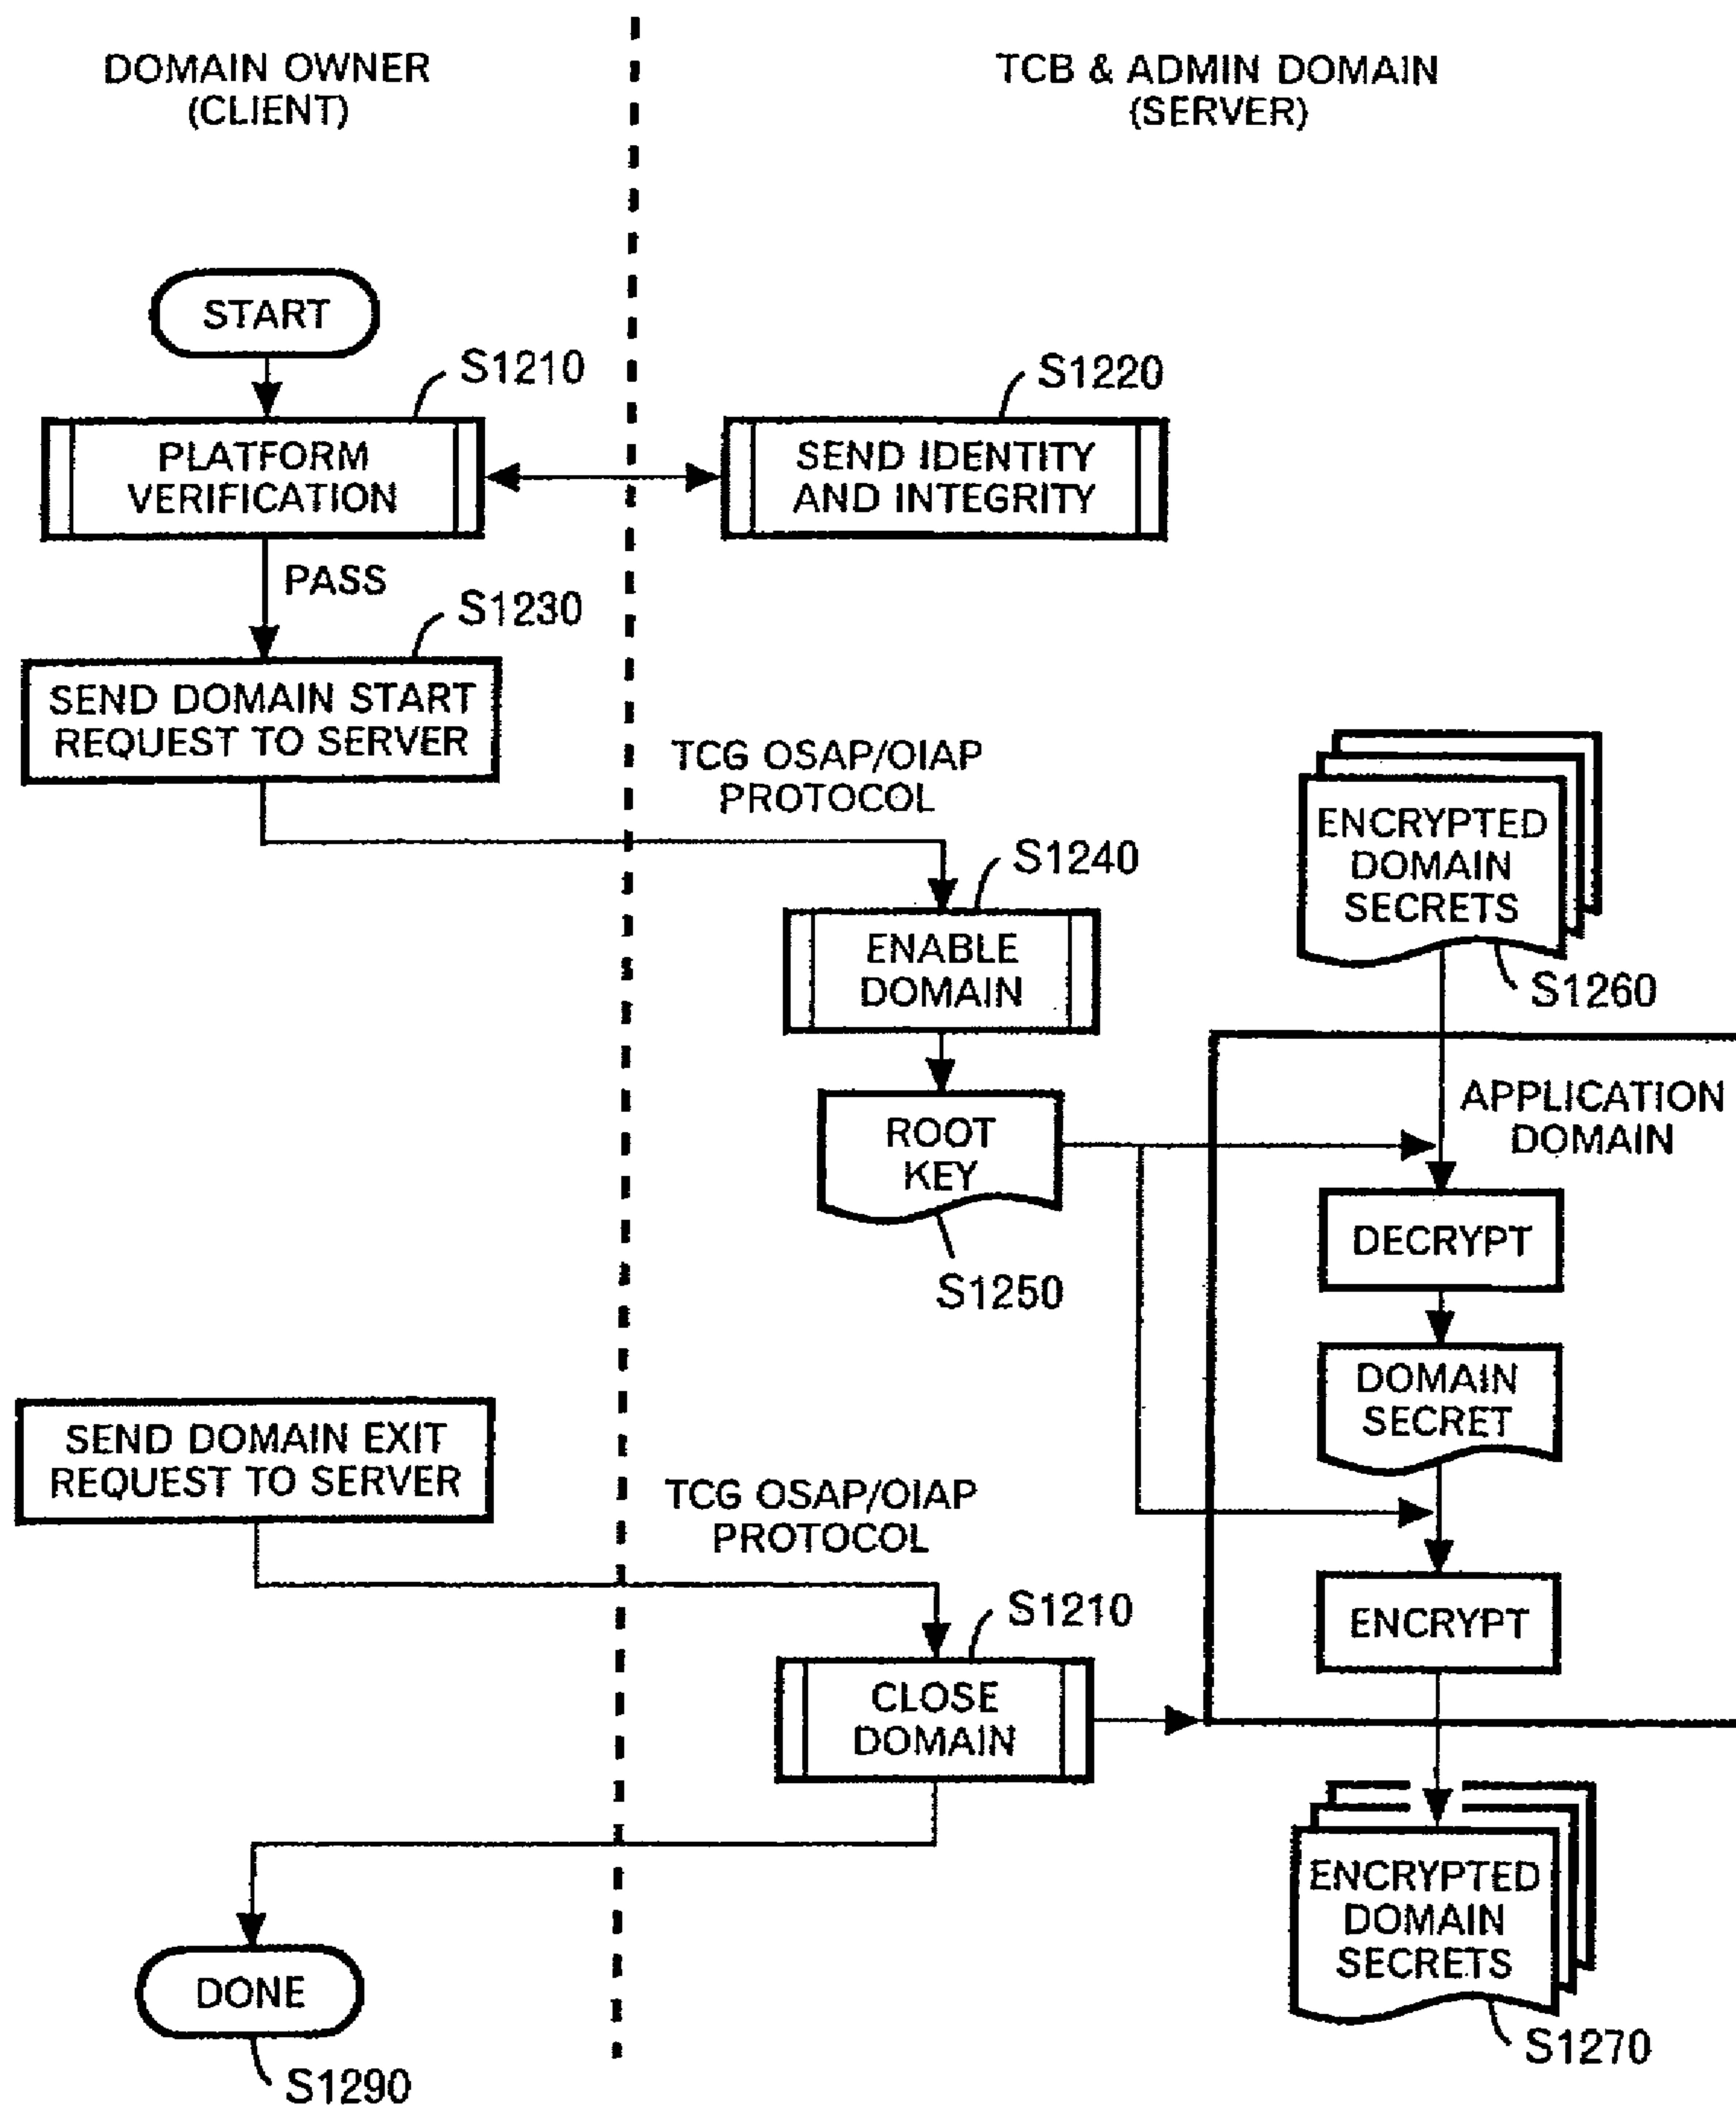 DOMAIN OWNER
(CLIENT)
TCB & ADMIN DOMAIN
(SERVER)
START
S1210
PLATFORM
VERIFICATION
S1220
SEND IDENTITY
AND INTEGRITY
PASS
S1230
SEND DOMAIN START
REQUEST TO SERVER
TCG OSAP/OIAP
PROTOCOL
S1240
ENABLE
DOMAIN
ENCRYPTED
DOMAIN
SECRETS
S1260
ROOT
KEY
S1250
APPLICATION
DOMAIN
DECRYPT
DOMAIN
SECRET
SEND DOMAIN EXIT
REQUEST TO SERVER
TCG OSAP/OIAP
PROTOCOL
ENCRYPT
S1210
CLOSE
DOMAIN
ENCRYPTED
DOMAIN
SECRETS
S1270
DONE
S1290